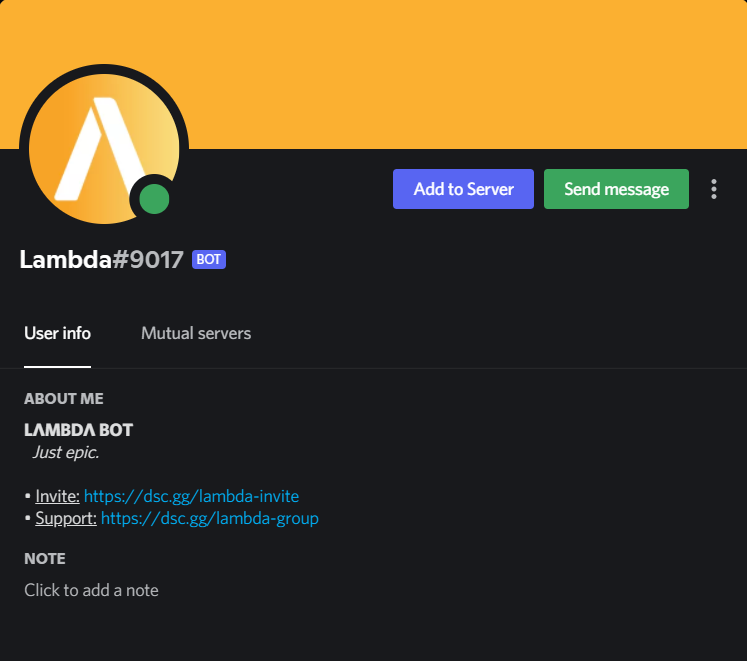 Add to Server
Send message
Lambda#9017 BOT
User info
Mutual servers
ABOUT ME
LΛMBDΛ BOT
Just epic.
• Invite: https://dsc.gg/lambda-invite
• Support: https://dsc.gg/lambda-group
NOTE
Click to add a note